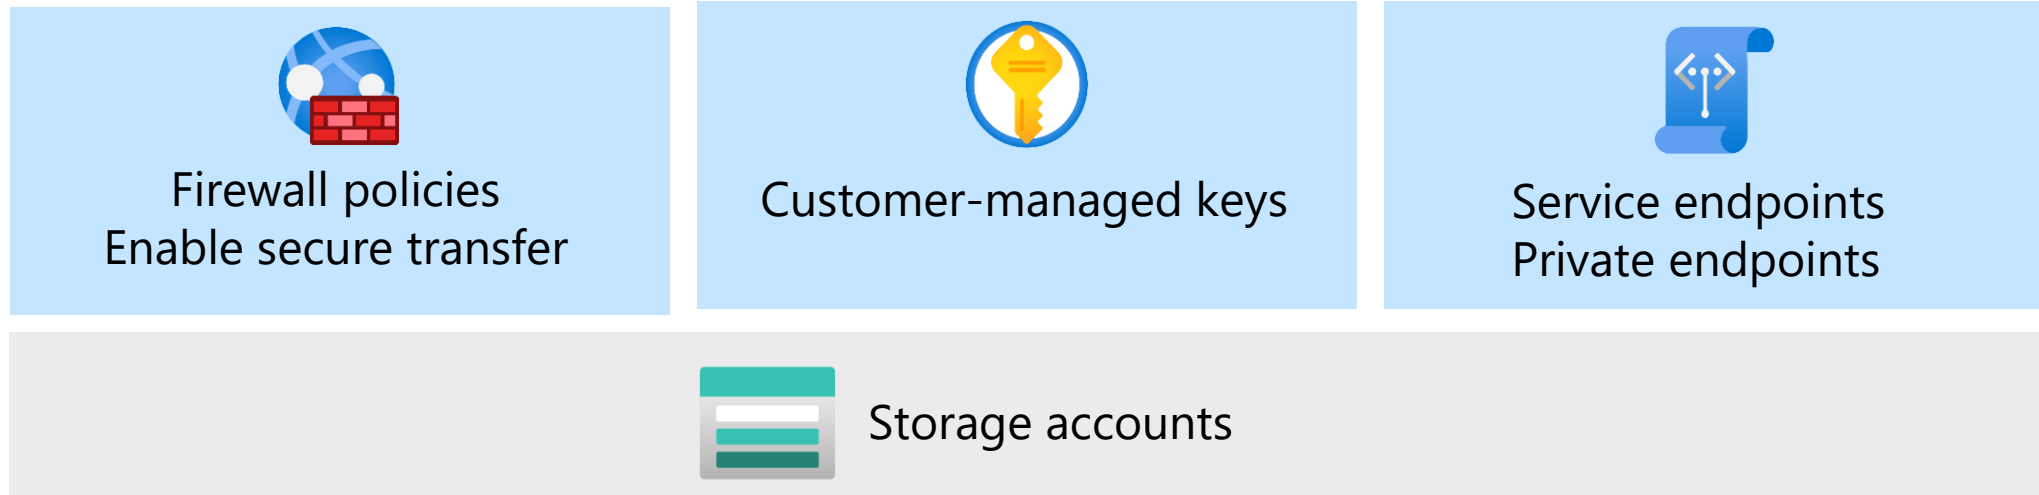 Firewall policies
Enable secure transfer
Customer-managed keys
Service endpoints
Private endpoints
Storage accounts